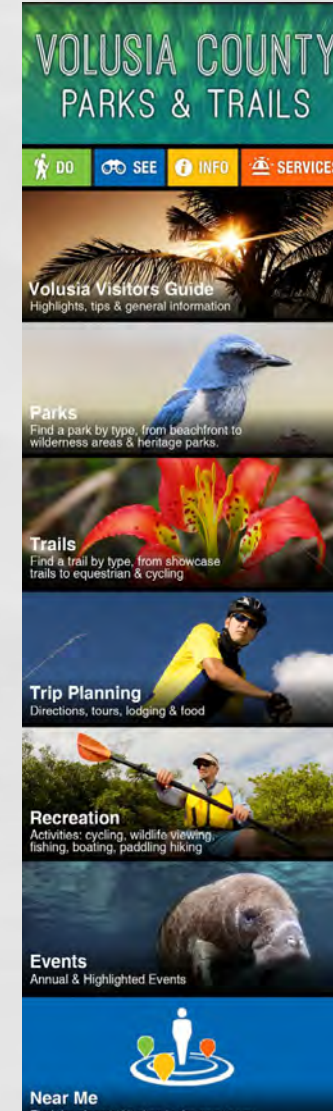 VOLUSIA COUNTY
PARKS & TRAILS
DO SEE i INFO SERVICES
Volusia Visitors Guide
Highlights, tips & general information
Parks
Find a park by type, from beachfront to
wilderness areas & heritage parks.
Trails
Find a trail by type, from showcase
trails to equestrian & cycling
Trip Planning
Directions, tours, lodging & food
Recreation
Activities: cycling, wildlife viewing,
fishing, boating, paddling hiking
Events
Annual & Highlighted Events
Near Me